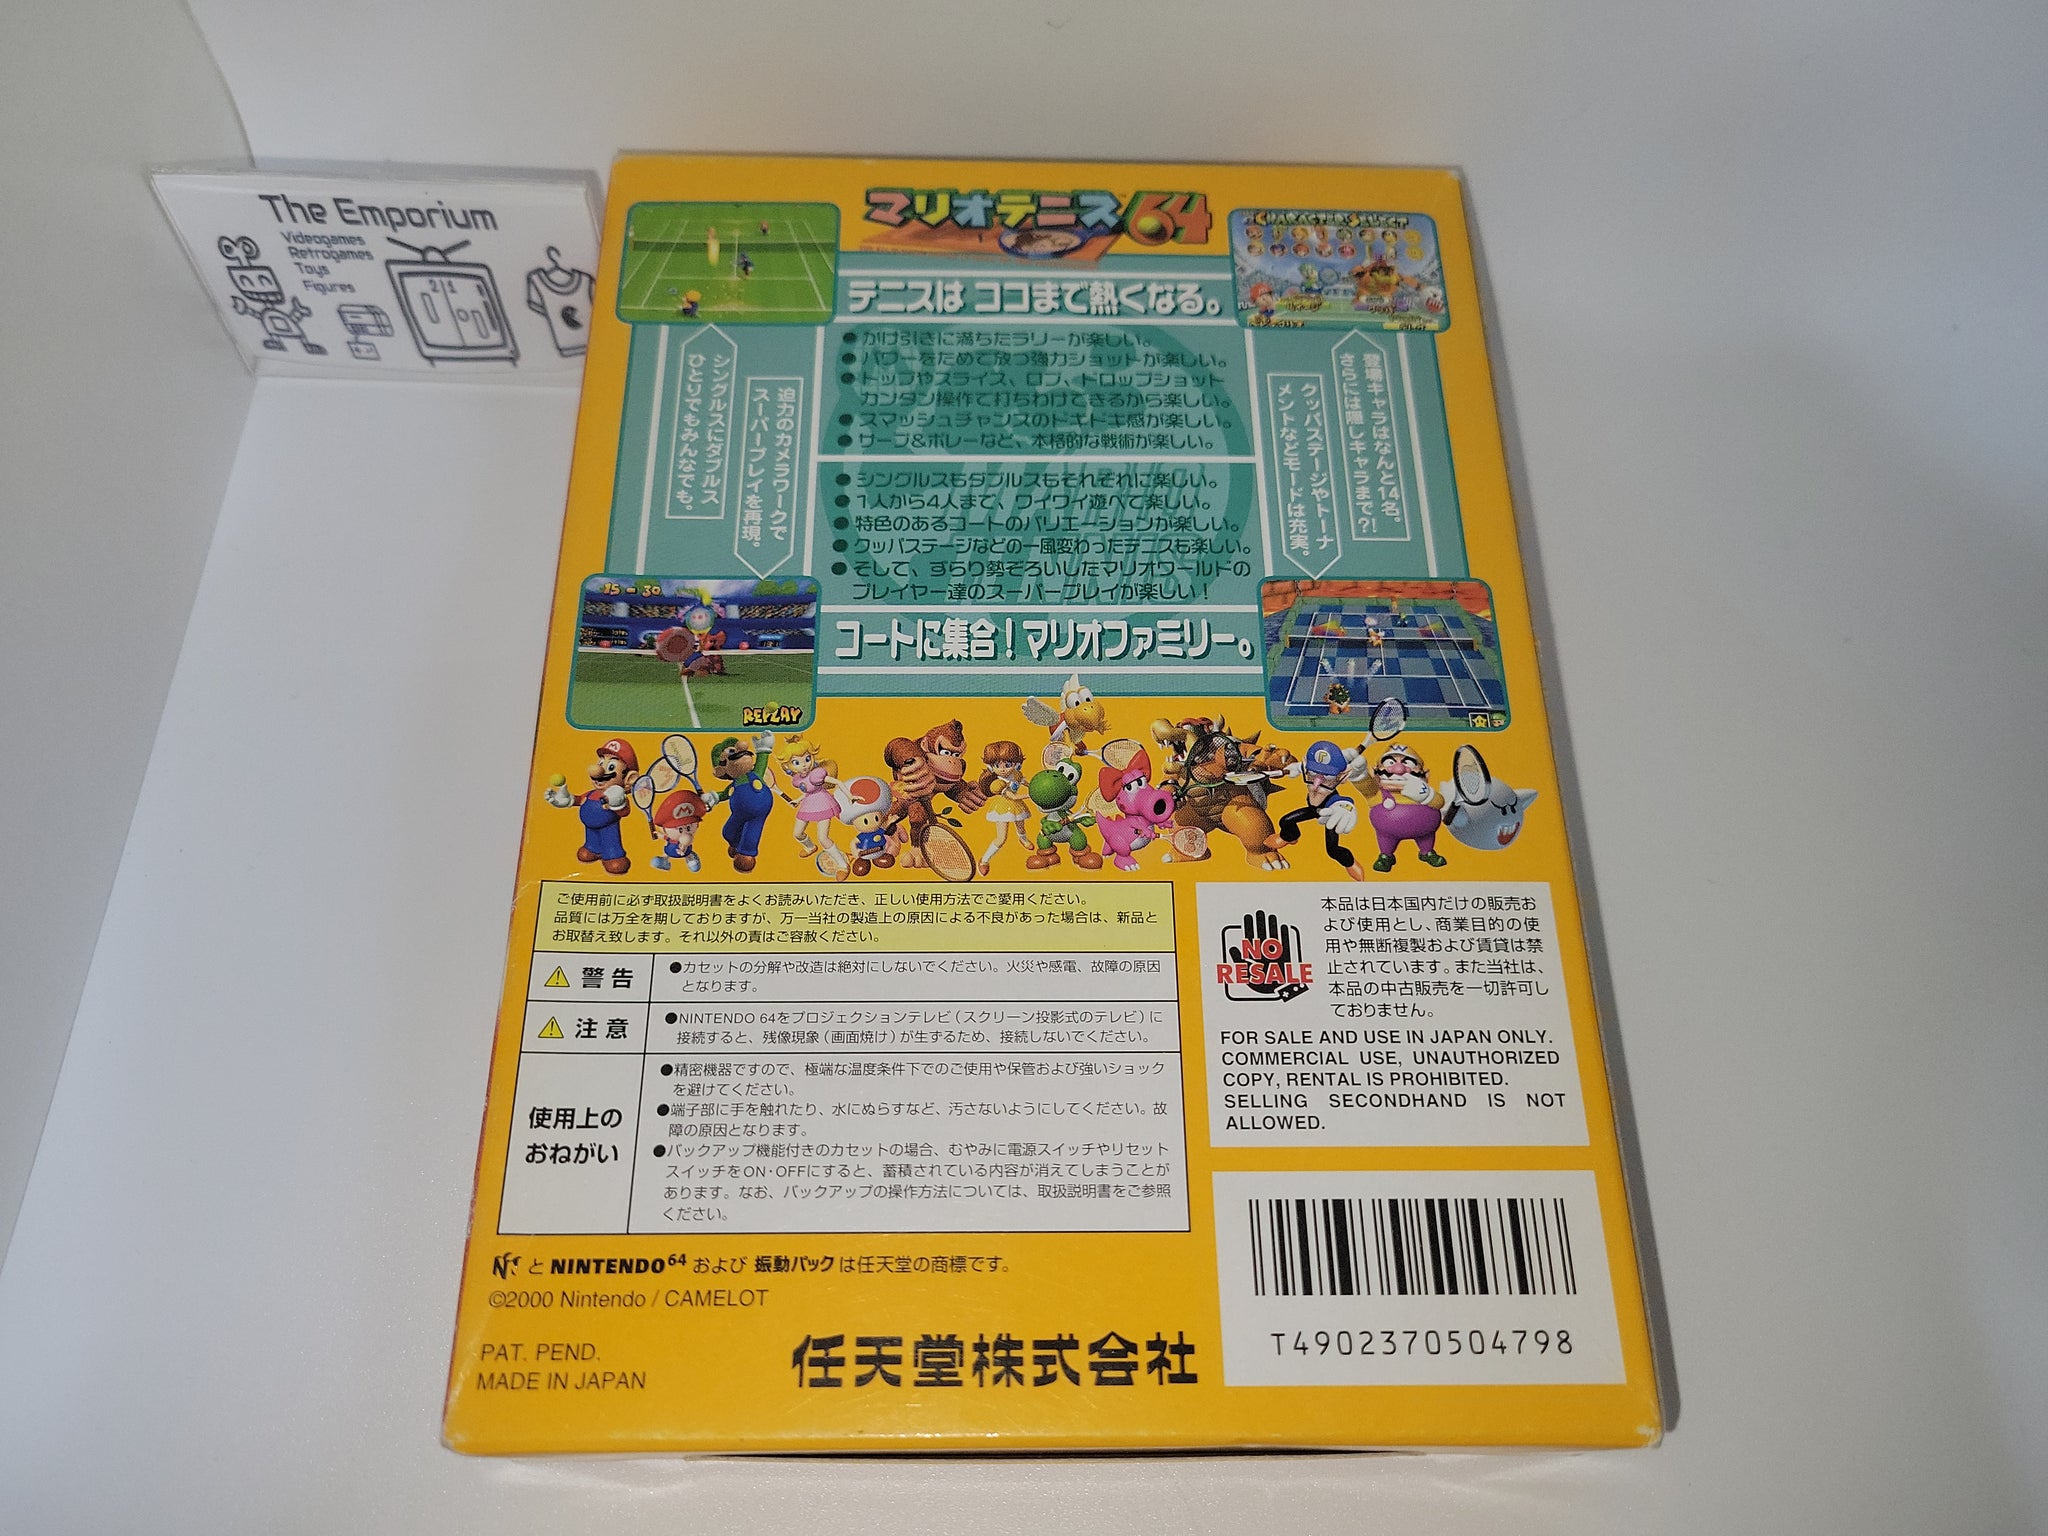 The Emporium
Videogames
Retrogames
Toys
Figures
マリオテニス64
CHARACTER SELECT
テニスは ココまで熱くなる。
●かけ引きに満ちたラリーが楽しい。
●パワーをためて放つ強力ショットが楽しい。
●トップやスライス、ロブ、ドロップショット
カンタン操作で打ちわけできるから楽しい。
●スマッシュチャンスのドキドキ感が楽しい。
●サーブ&ボレーなど、本格的な戦術が楽しい。
●シングルスもダブルスもそれぞれに楽しい。
●1人から4人まで、ワイワイ遊べて楽しい。
●特色のあるコートのバリエーションが楽しい。
●クッパステージなどの一風変わったテニスも楽しい。
●そして、ずらり勢ぞろいしたマリオワールドの
プレイヤー達のスーパープレイが楽しい！
シングルスにダブルス
ひとりでもみんなでも。
迫力のカメラワークで
スーパープレイを再現。
登場キャラはなんと14名。
さらには隠しキャラまで?!
クッパステージやトーナ
メントなどモードは充実。
コートに集合！マリオファミリー。
15-30
REPLAY
ご使用前に必ず取扱説明書をよくお読みいただき、正しい使用方法でご愛用ください。
品質には万全を期しておりますが、万一当社の製造上の原因による不良があった場合は、新品と
お取替え致します。それ以外の責はご容赦ください。
警告
●カセットの分解や改造は絶対にしないでください。火災や感電、故障の原因
となります。
注意
●NINTENDO 64をプロジェクションテレビ（スクリーン投影式のテレビ）に
接続すると、残像現象（画面焼け）が生ずるため、接続しないでください。
使用上の
おねがい
●精密機器ですので、極端な温度条件下でのご使用や保管および強いショック
を避けてください。
●端子部に手を触れたり、水にぬらすなど、汚さないようにしてください。故
障の原因となります。
●バックアップ機能付きのカセットの場合、むやみに電源スイッチやリセット
スイッチをON・OFFにすると、蓄積されている内容が消えてしまうことが
あります。なお、バックアップの操作方法については、取扱説明書をご参照
ください。
NO
RESALE
本品は日本国内だけの販売お
よび使用とし、商業目的の使
用や無断複製および賃貸は禁
止されています。また当社は、
本品の中古販売を一切許可し
ておりません。
FOR SALE AND USE IN JAPAN ONLY.
COMMERCIAL USE, UNAUTHORIZED
COPY, RENTAL IS PROHIBITED.
SELLING SECONDHAND IS NOT
ALLOWED.
と NINTENDO64 および 振動パック は任天堂の商標です。
©2000 Nintendo / CAMELOT
PAT. PEND.
MADE IN JAPAN
任天堂株式会社
T4902370504798